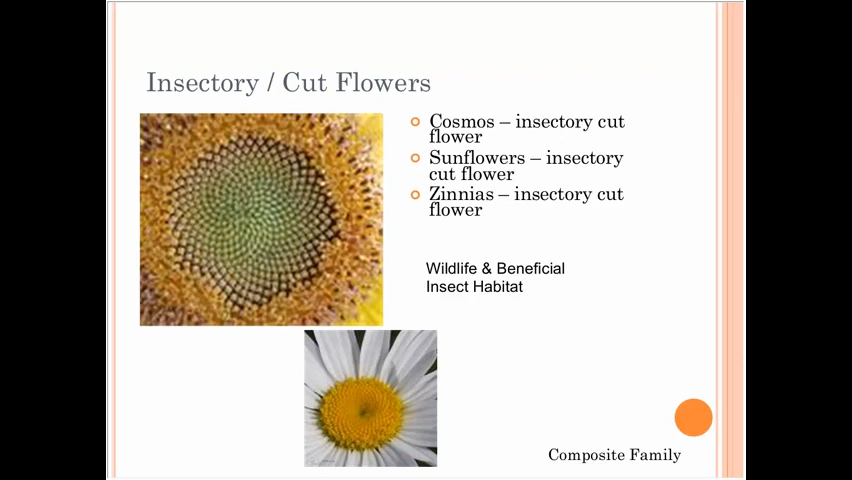 Insectory / Cut Flowers
Cosmos – insectory cut
flower
Sunflowers – insectory
cut flower
Zinnias – insectory cut
flower
Wildlife & Beneficial
Insect Habitat
Composite Family